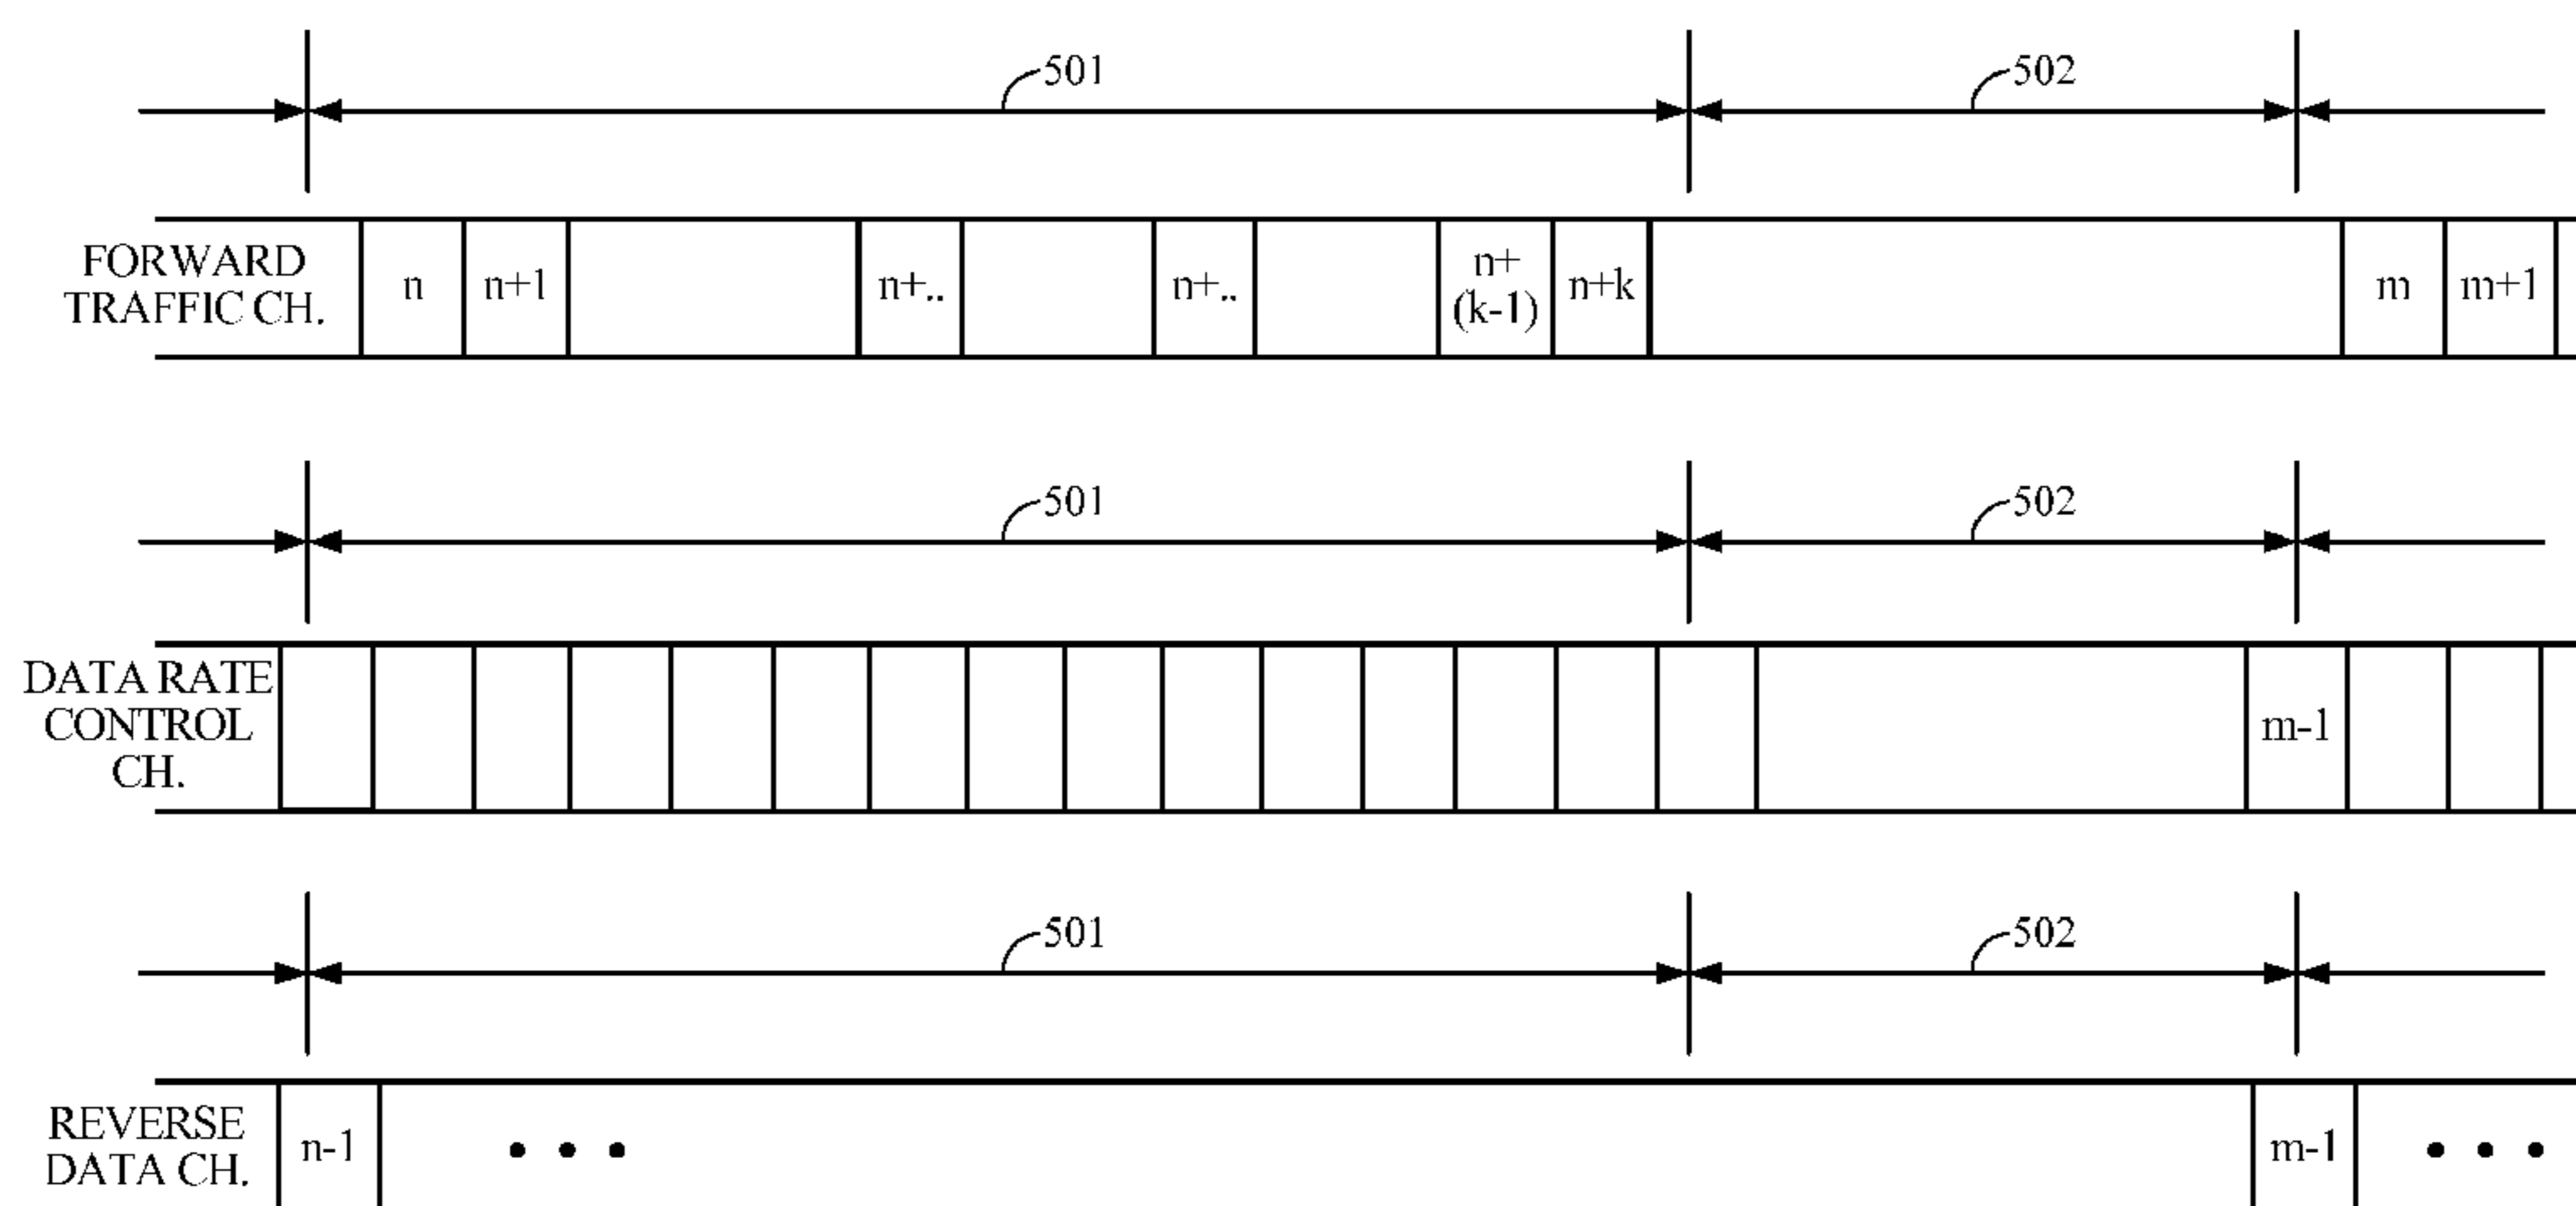 501
502
FORWARD
TRAFFIC CH.
n
n+1
n+..
n+..
n+
(k-1)
n+k
m
m+1
501
502
DATA RATE
CONTROL
CH.
m-1
501
502
REVERSE
DATA CH.
n-1
• • •
m-1
• • •